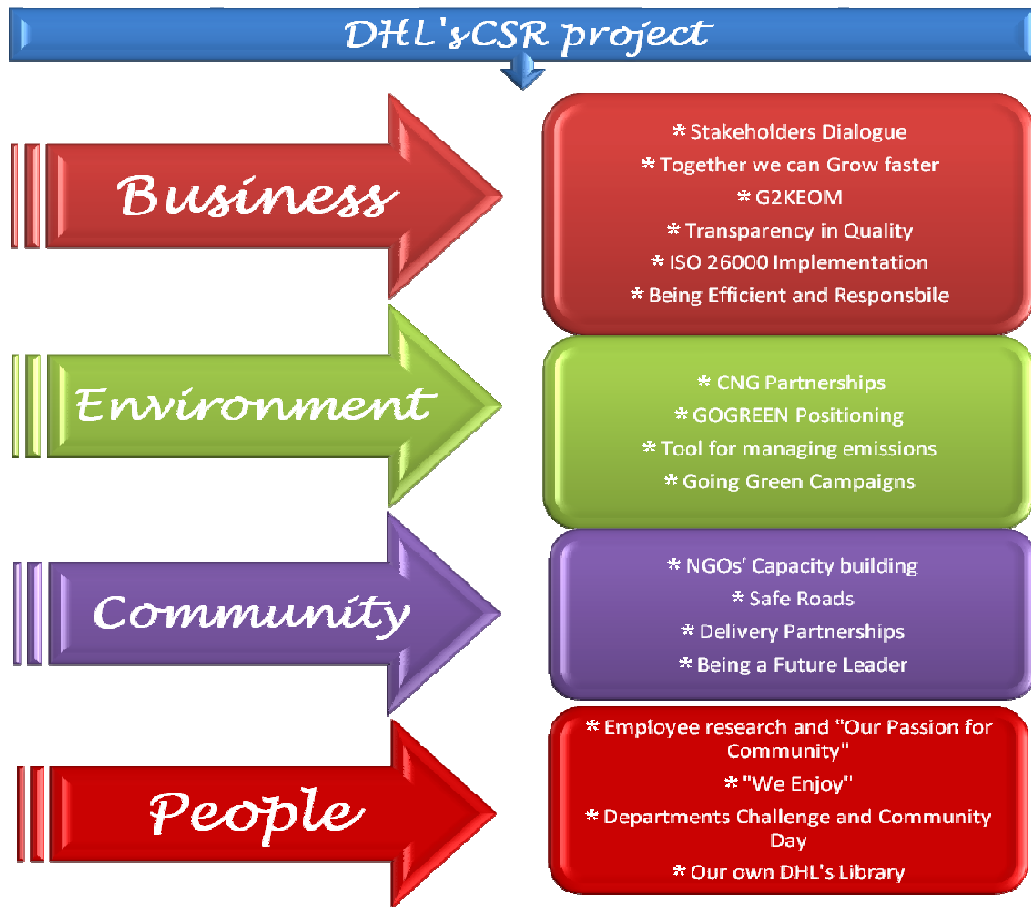 DHL'sCSR project
Business
* Stakeholders Dialogue
* Together we can Grow faster
* G2KEOM
* Transparency in Quality
* ISO 26000 Implementation
* Being Efficient and Responsbile
Environment
* CNG Partnerships
* GOGREEN Positioning
* Tool for managing emissions
* Going Green Campaigns
Community
* NGOs' Capacity building
* Safe Roads
* Delivery Partnerships
* Being a Future Leader
People
* Employee research and "Our Passion for
Community"
* "We Enjoy"
* Departments Challenge and Community
Day
* Our own DHL's Library